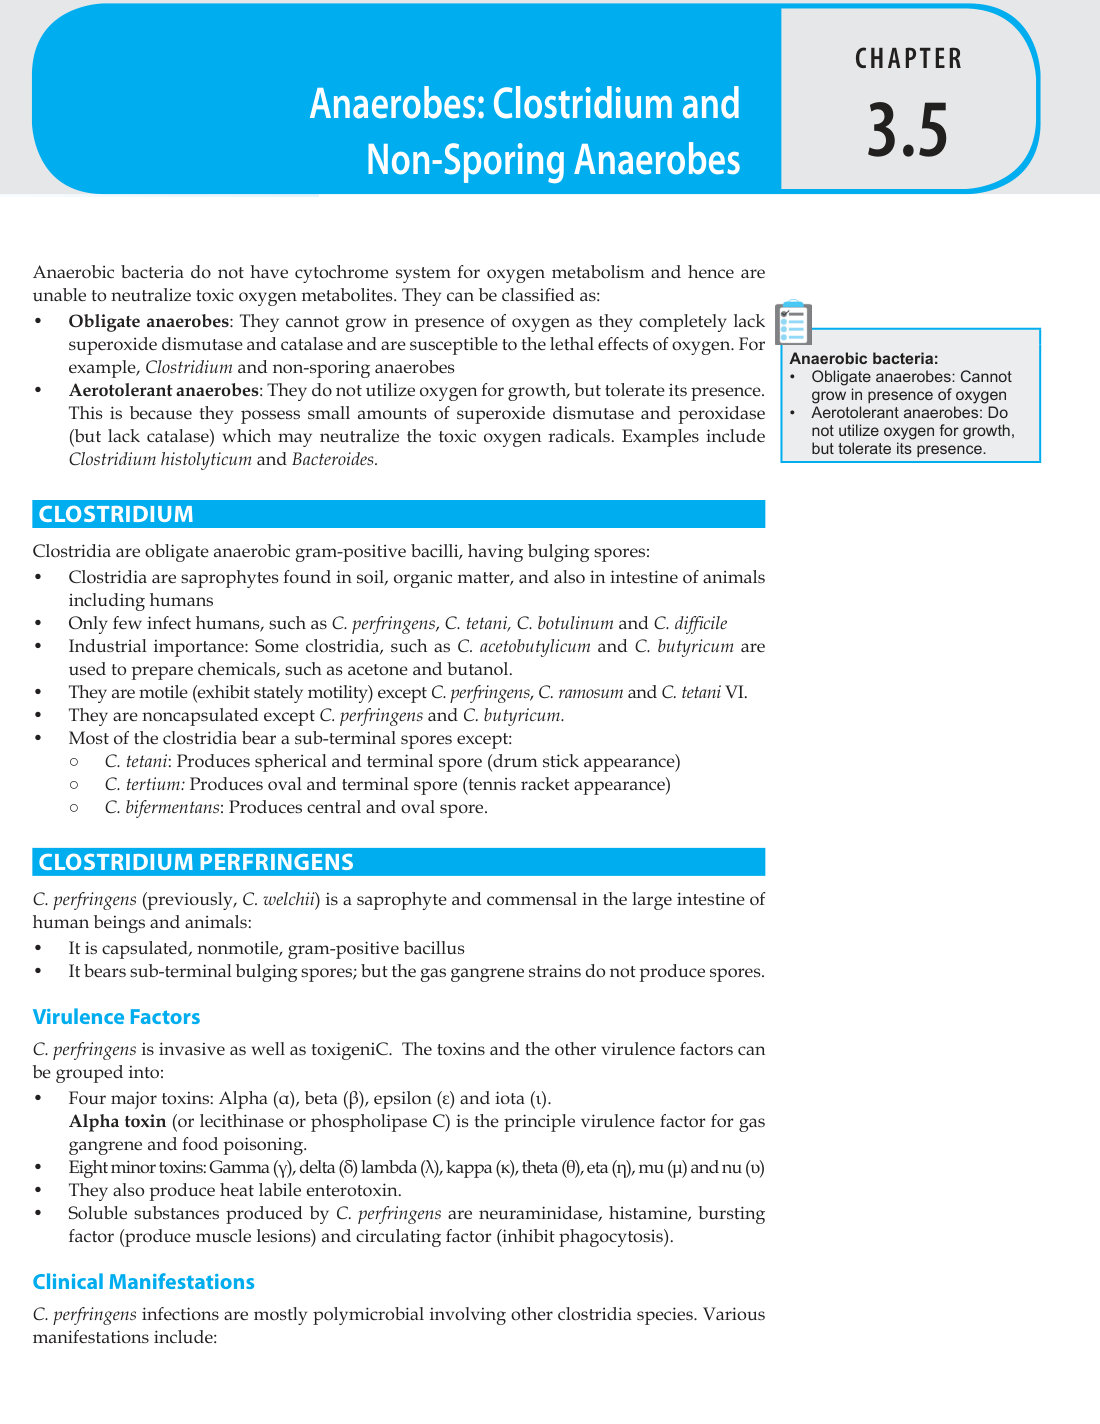 Anaerobes: Clostridium and
Non-Sporing Anaerobes
CHAPTER
3.5
Anaerobic bacteria do not have cytochrome system for oxygen metabolism and hence are
unable to neutralize toxic oxygen metabolites. They can be classified as:
• Obligate anaerobes: They cannot grow in presence of oxygen as they completely lack
superoxide dismutase and catalase and are susceptible to the lethal effects of oxygen. For
example, Clostridium and non-sporing anaerobes
• Aerotolerant anaerobes: They do not utilize oxygen for growth, but tolerate its presence.
This is because they possess small amounts of superoxide dismutase and peroxidase
(but lack catalase) which may neutralize the toxic oxygen radicals. Examples include
Clostridium histolyticum and Bacteroides.
Anaerobic bacteria:
• Obligate anaerobes: Cannot
grow in presence of oxygen
• Aerotolerant anaerobes: Do
not utilize oxygen for growth,
but tolerate its presence.
CLOSTRIDIUM
Clostridia are obligate anaerobic gram-positive bacilli, having bulging spores:
• Clostridia are saprophytes found in soil, organic matter, and also in intestine of animals
including humans
• Only few infect humans, such as C. perfringens, C. tetani, C. botulinum and C. difficile
• Industrial importance: Some clostridia, such as C. acetobutylicum and C. butyricum are
used to prepare chemicals, such as acetone and butanol.
• They are motile (exhibit stately motility) except C. perfringens, C. ramosum and C. tetani VI.
• They are noncapsulated except C. perfringens and C. butyricum.
• Most of the clostridia bear a sub-terminal spores except:
○ C. tetani: Produces spherical and terminal spore (drum stick appearance)
○ C. tertium: Produces oval and terminal spore (tennis racket appearance)
○ C. bifermentans: Produces central and oval spore.
CLOSTRIDIUM PERFRINGENS
C. perfringens (previously, C. welchii) is a saprophyte and commensal in the large intestine of
human beings and animals:
• It is capsulated, nonmotile, gram-positive bacillus
• It bears sub-terminal bulging spores; but the gas gangrene strains do not produce spores.
Virulence Factors
C. perfringens is invasive as well as toxigeniC. The toxins and the other virulence factors can
be grouped into:
• Four major toxins: Alpha (α), beta (β), epsilon (ε) and iota (ι).
Alpha toxin (or lecithinase or phospholipase C) is the principle virulence factor for gas
gangrene and food poisoning.
• Eight minor toxins: Gamma (γ), delta (δ) lambda (λ), kappa (κ), theta (θ), eta (η), mu (μ) and nu (υ)
• They also produce heat labile enterotoxin.
• Soluble substances produced by C. perfringens are neuraminidase, histamine, bursting
factor (produce muscle lesions) and circulating factor (inhibit phagocytosis).
Clinical Manifestations
C. perfringens infections are mostly polymicrobial involving other clostridia species. Various
manifestations include: